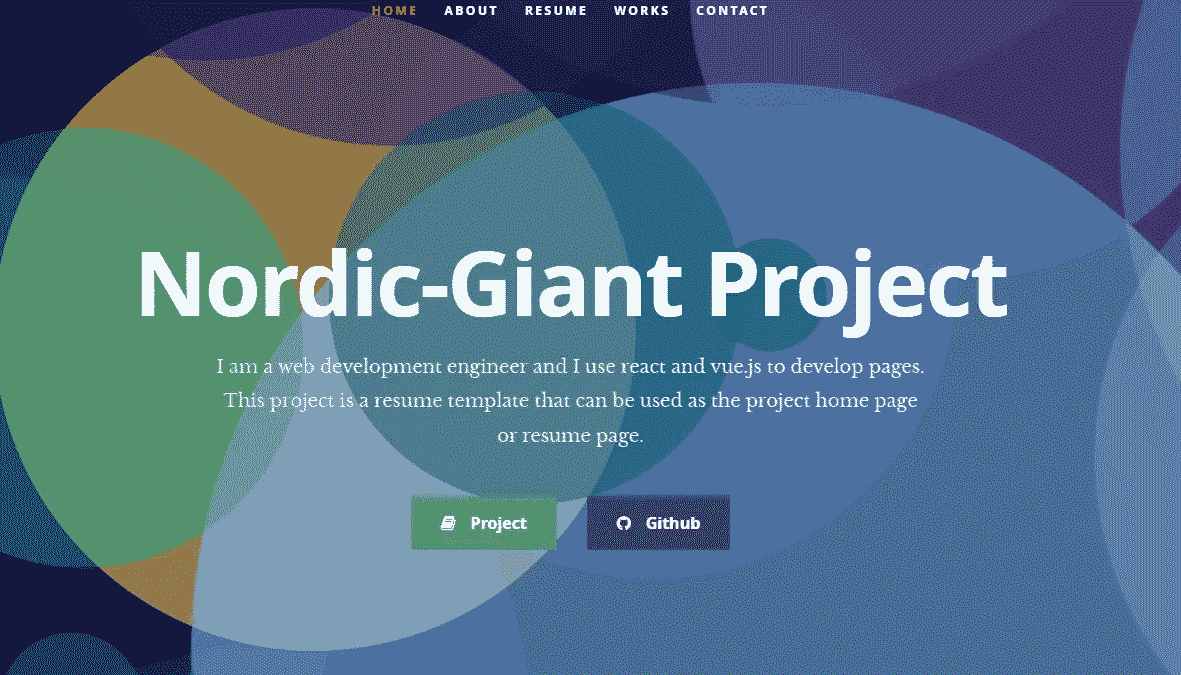 HOME ABOUT RESUME WORKS CONTACT
Nordic-Giant Project
I am a web development engineer and I use react and vue.js to develop pages.
This project is a resume template that can be used as the project home page
or resume page.
Project Github